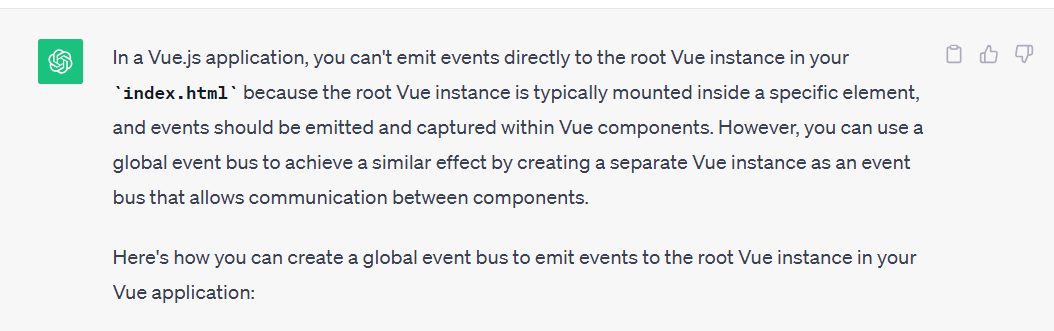 In a Vue.js application, you can't emit events directly to the root Vue instance in your
`index.html` because the root Vue instance is typically mounted inside a specific element,
and events should be emitted and captured within Vue components. However, you can use a
global event bus to achieve a similar effect by creating a separate Vue instance as an event
bus that allows communication between components.
Here's how you can create a global event bus to emit events to the root Vue instance in your
Vue application: